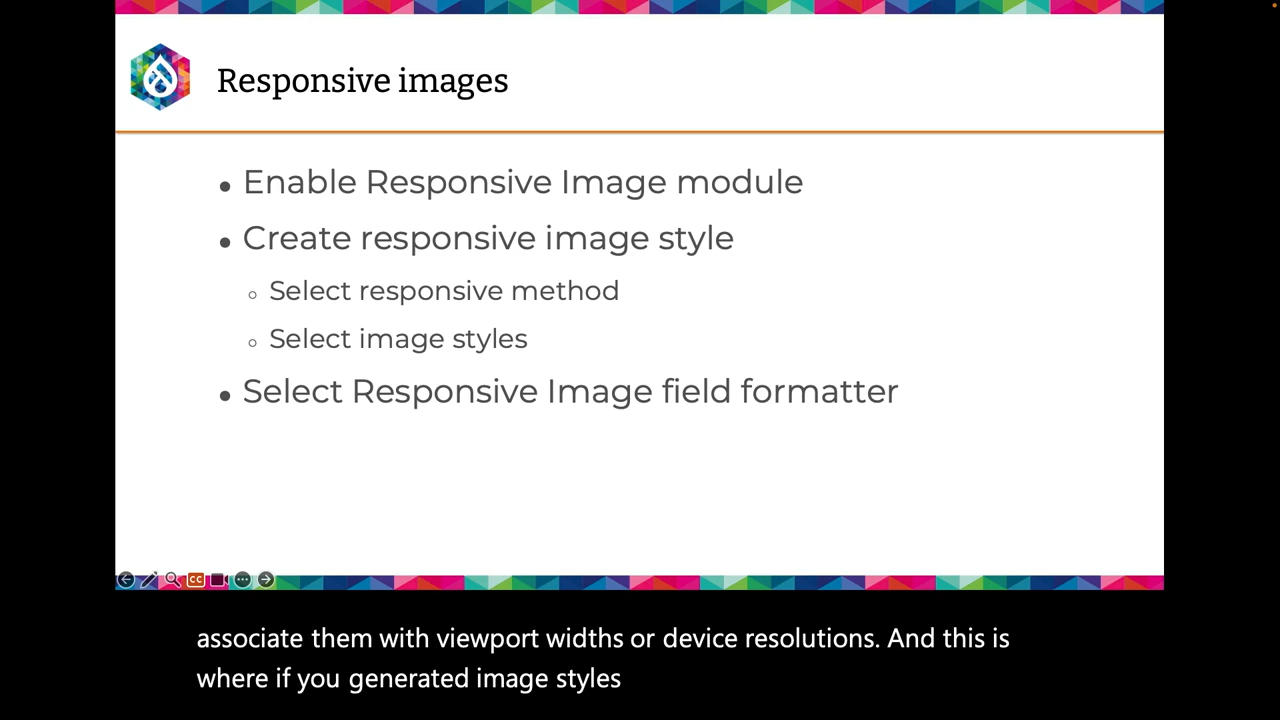 Responsive images
• Enable Responsive Image module
• Create responsive image style
○ Select responsive method
○ Select image styles
• Select Responsive Image field formatter
CC
associate them with viewport widths or device resolutions. And this is
where if you generated image styles